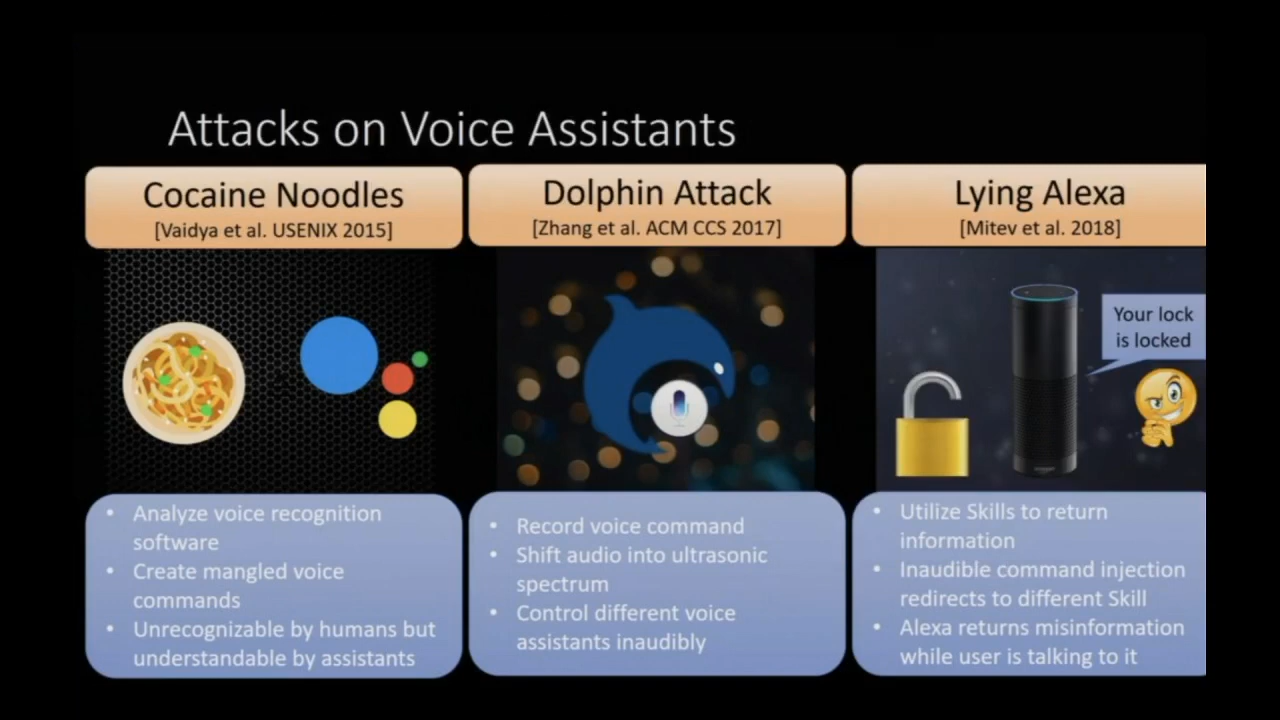 Attacks on Voice Assistants
Cocaine Noodles
[Vaidya et al. USENIX 2015]
• Analyze voice recognition
software
• Create mangled voice
commands
• Unrecognizable by humans but
understandable by assistants
Dolphin Attack
[Zhang et al. ACM CCS 2017]
• Record voice command
• Shift audio into ultrasonic
spectrum
• Control different voice
assistants inaudibly
Lying Alexa
[Mitev et al. 2018]
Your lock
is locked
• Utilize Skills to return
information
• Inaudible command injection
redirects to different Skill
• Alexa returns misinformation
while user is talking to it